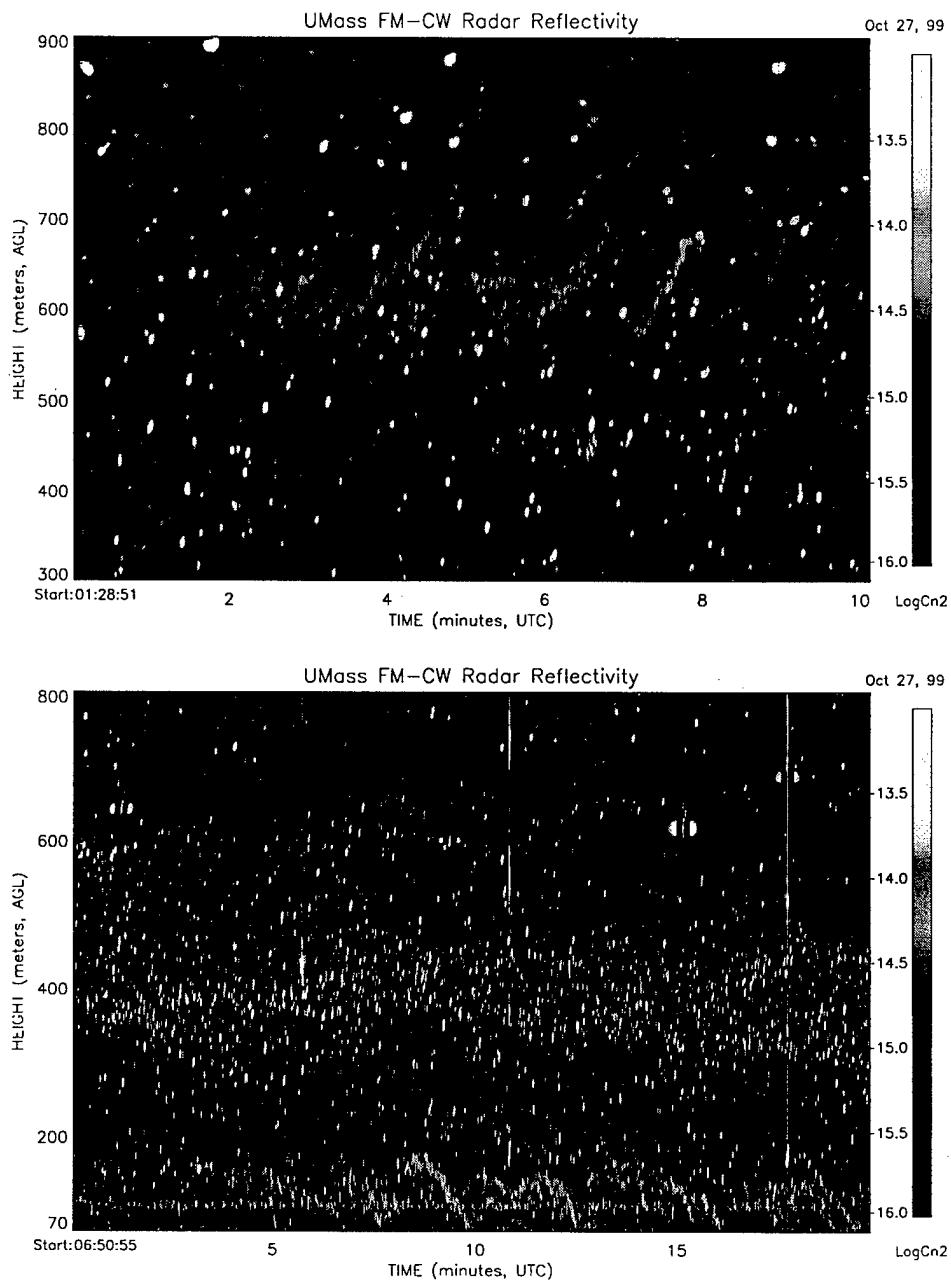 UMass FM-CW Radar Reflectivity
Oct 27, 99
900
800
700
600
500
400
300
HEIGHT (meters, AGL)
-13.5
-14.0
-14.5
-15.0
-15.5
-16.0
Start:01:28:51
2
4
6
8
10
LogCn2
TIME (minutes, UTC)
UMass FM-CW Radar Reflectivity
Oct 27, 99
800
600
400
200
70
HEIGHT (meters, AGL)
-13.5
-14.0
-14.5
-15.0
-15.5
-16.0
Start:06:50:55
5
10
15
LogCn2
TIME (minutes, UTC)